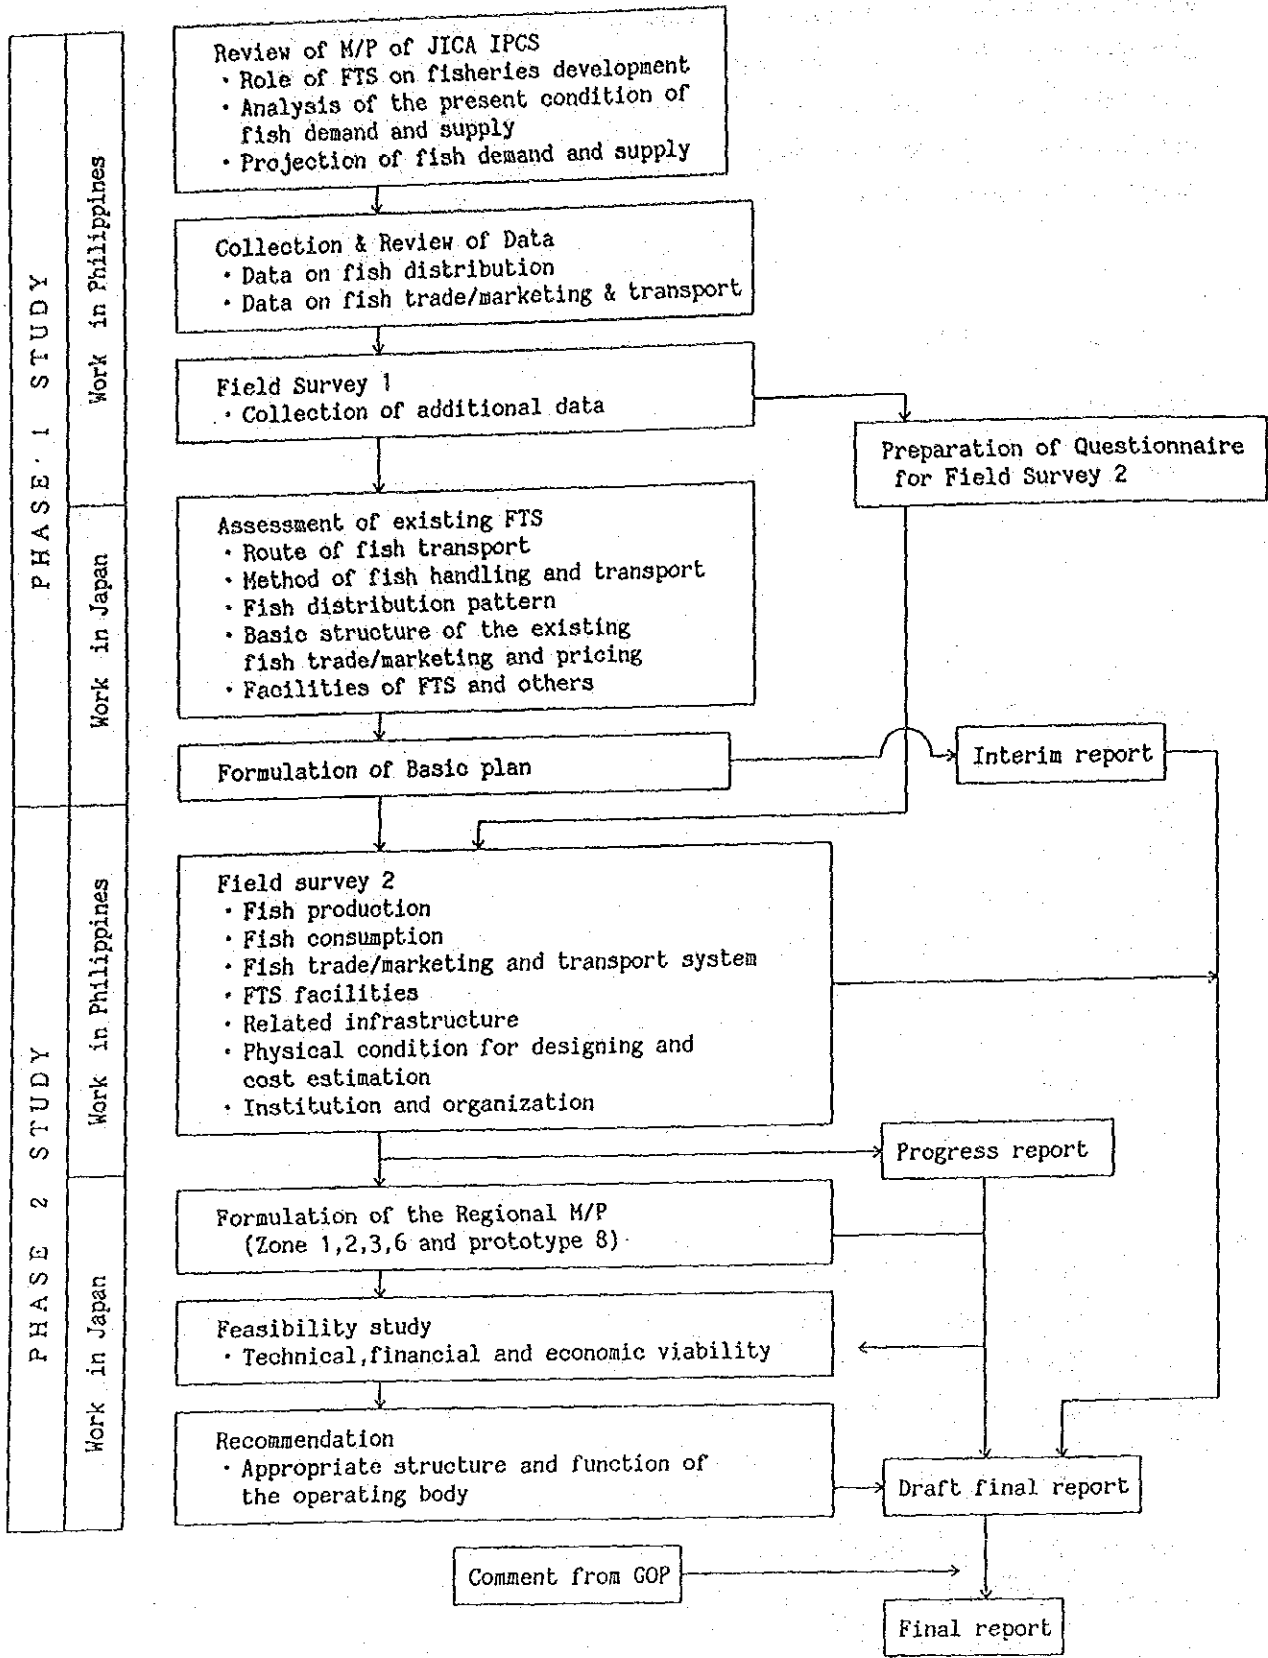 PHASE 1 STUDY
Work in Philippines
Review of M/P of JICA IPCS
· Role of FTS on fisheries development
· Analysis of the present condition of
fish demand and supply
· Projection of fish demand and supply
Collection & Review of Data
· Data on fish distribution
· Data on fish trade/marketing & transport
Field Survey 1
· Collection of additional data
Preparation of Questionnaire
for Field Survey 2
Work in Japan
Assessment of existing FTS
· Route of fish transport
· Method of fish handling and transport
· Fish distribution pattern
· Basic structure of the existing
fish trade/marketing and pricing
· Facilities of FTS and others
Formulation of Basic plan
Interim report
PHASE 2 STUDY
Work in Philippines
Field survey 2
· Fish production
· Fish consumption
· Fish trade/marketing and transport system
· FTS facilities
· Related infrastructure
· Physical condition for designing and
cost estimation
· Institution and organization
Progress report
Work in Japan
Formulation of the Regional M/P
(Zone 1,2,3,6 and prototype 8)
Feasibility study
· Technical,financial and economic viability
Recommendation
· Appropriate structure and function of
the operating body
Draft final report
Comment from GOP
Final report